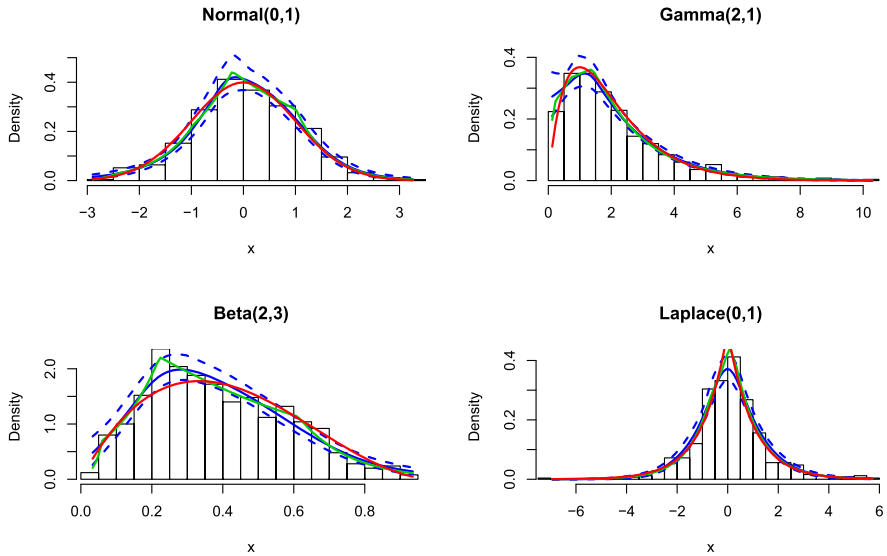 Normal(0,1)
Density
0.0 0.2 0.4
−3 −2 −1 0 1 2 3
x
Gamma(2,1)
Density
0.0 0.2 0.4
0 2 4 6 8 10
x
Beta(2,3)
Density
0.0 1.0 2.0
0.0 0.2 0.4 0.6 0.8
x
Laplace(0,1)
Density
0.0 0.2 0.4
−6 −4 −2 0 2 4 6
x